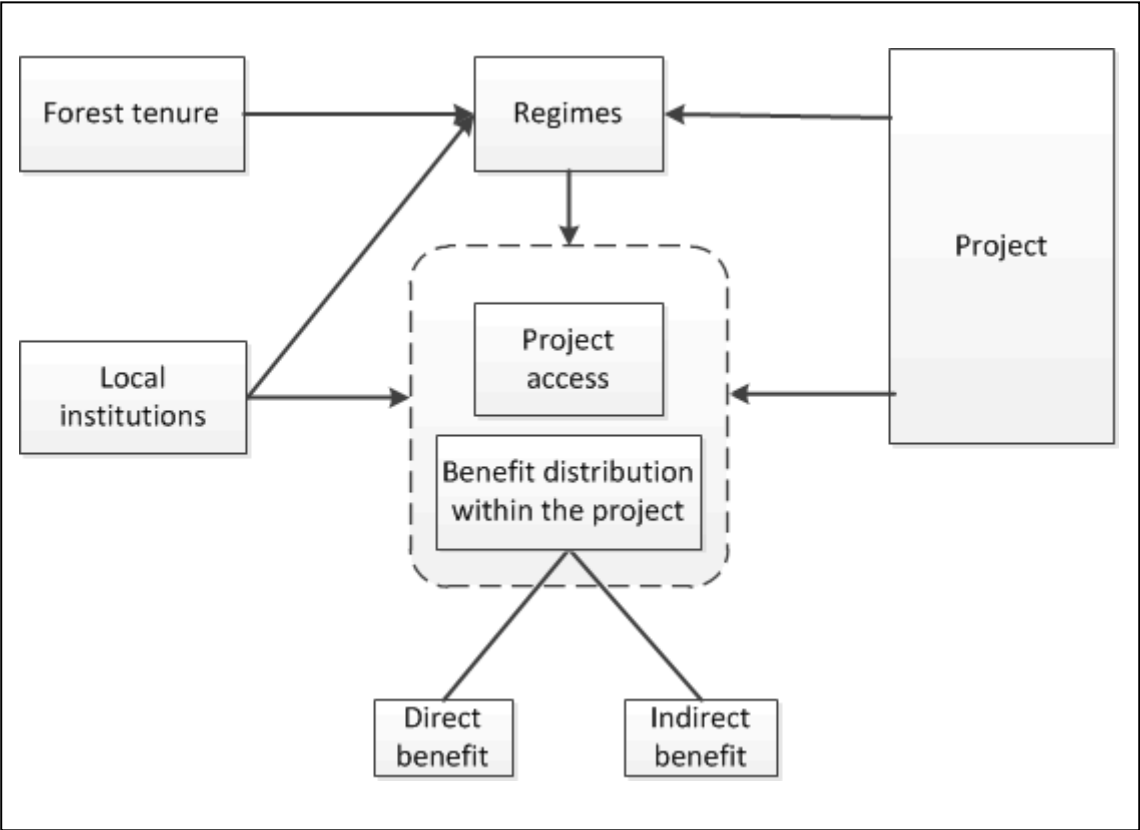 Forest tenure
Regimes
Project
Local
institutions
Project
access
Benefit distribution
within the project
Direct
benefit
Indirect
benefit